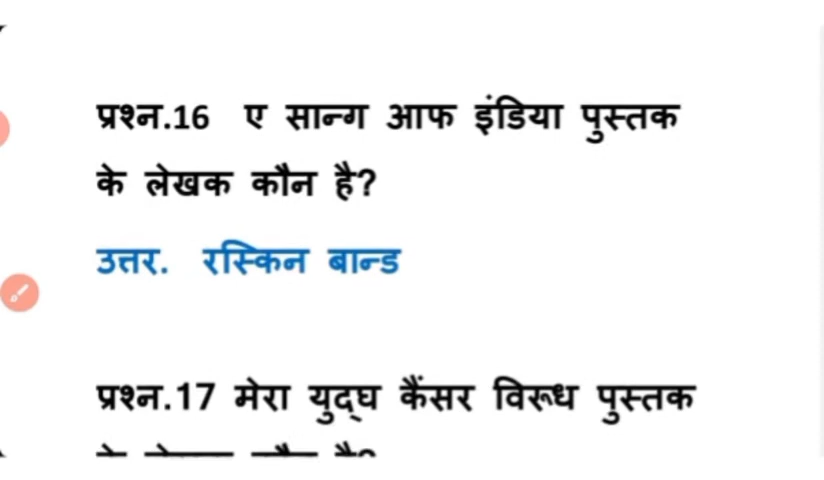 प्रश्न.16 ए सान्ग आफ इंडिया पुस्तक
के लेखक कौन है?
उत्तर. रस्किन बान्ड
प्रश्न.17 मेरा युद्घ कैंसर विरूध पुस्तक